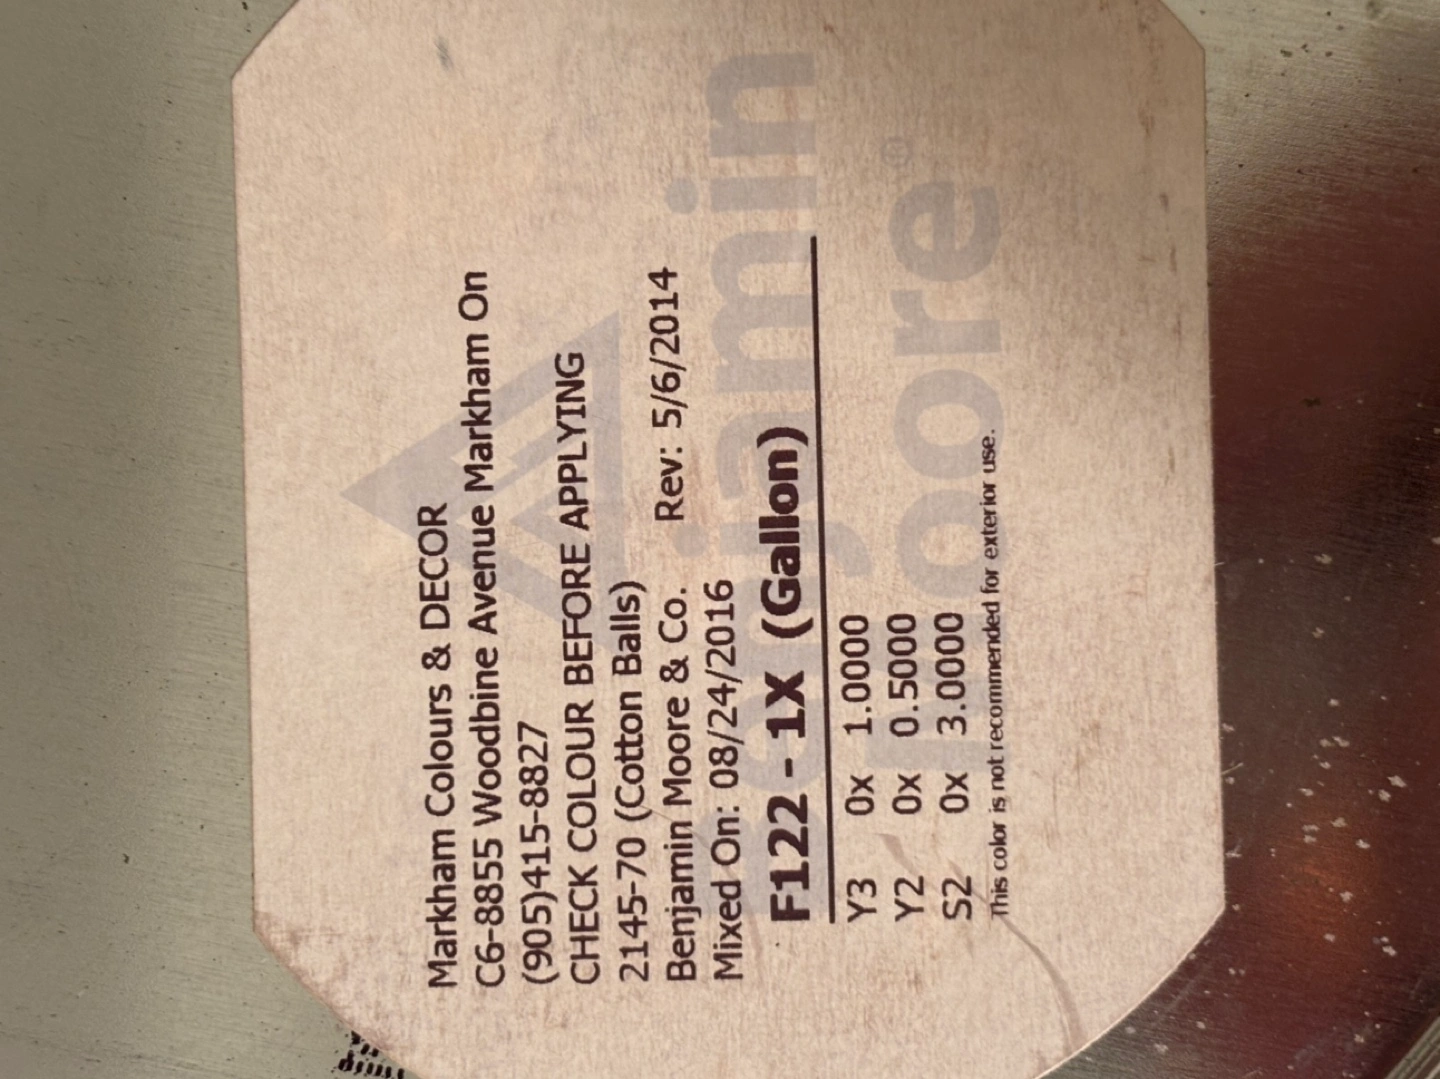 Markham Colours & DECOR
C6-8855 Woodbine Avenue Markham On
(905)415-8827
CHECK COLOUR BEFORE APPLYING
2145-70 (Cotton Balls)
Benjamin Moore & Co. Rev: 5/6/2014
Mixed On: 08/24/2016
F122 - 1X (Gallon)
Y3 0x 1.0000
Y2 0x 0.5000
S2 0x 3.0000
This color is not recommended for exterior use.
Benjamin
Moore®